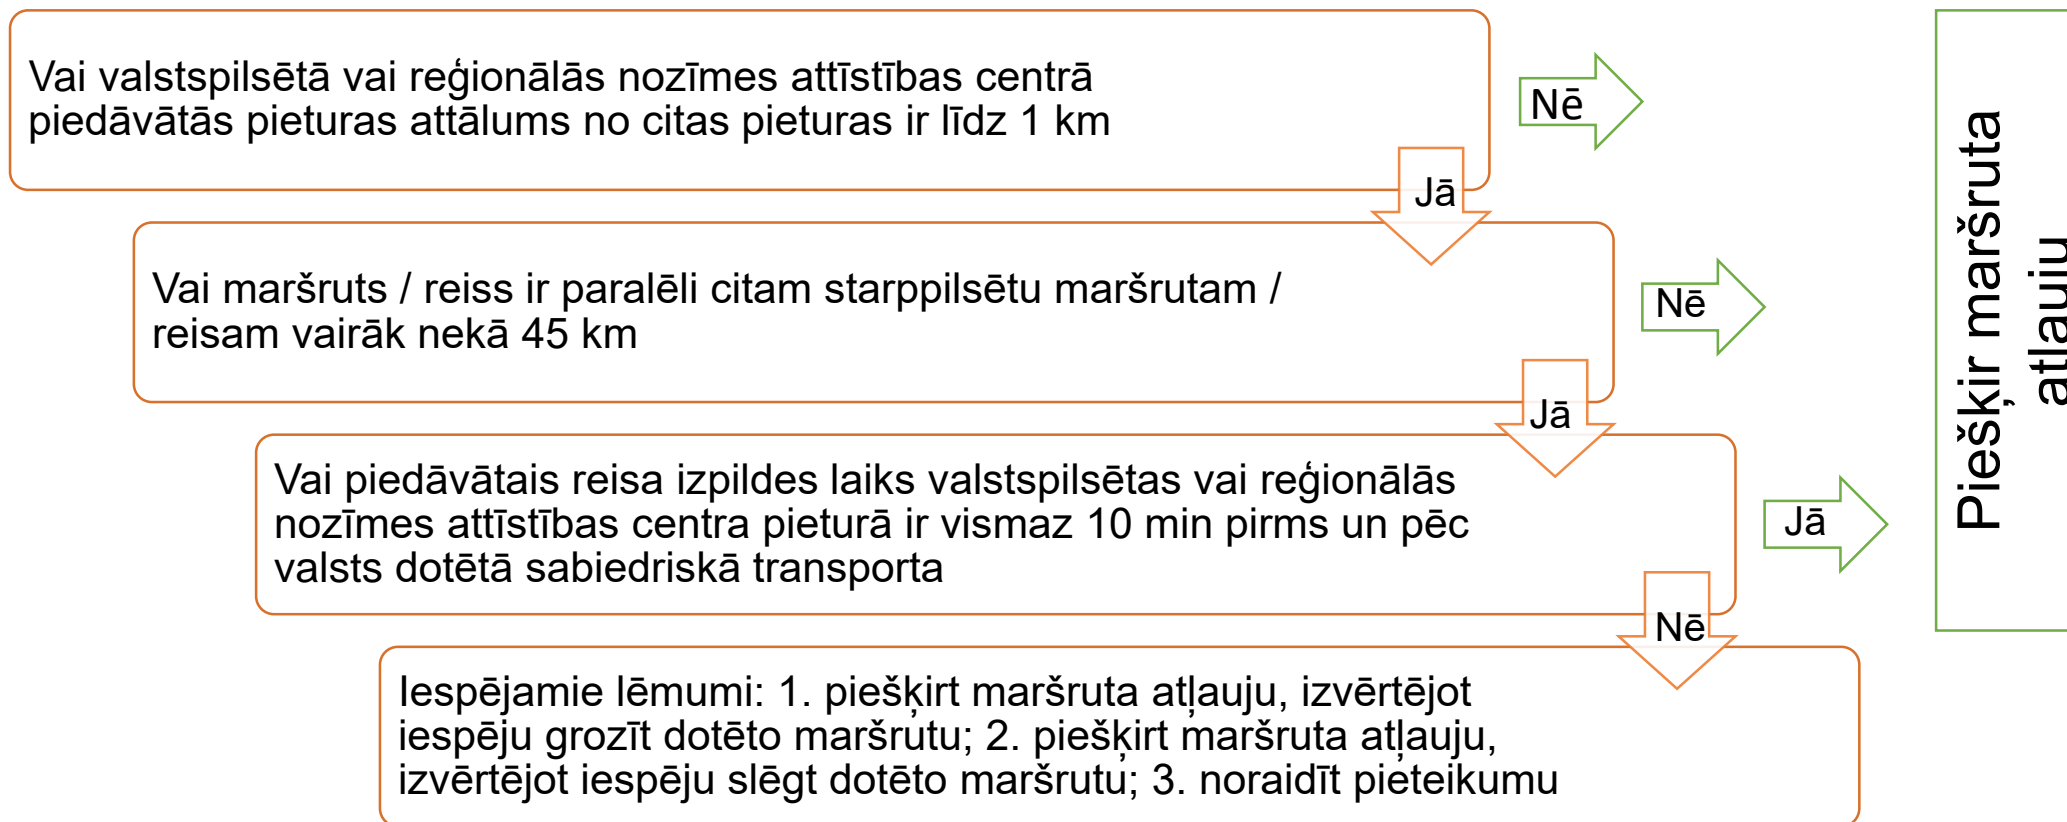 Vai valstspilsētā vai reģionālās nozīmes attīstības centrā
piedāvātās pieturas attālums no citas pieturas ir līdz 1 km
Nē
Jā
Vai maršruts / reiss ir paralēli citam starppilsētu maršrutam /
reisam vairāk nekā 45 km
Nē
Jā
Vai piedāvātais reisa izpildes laiks valstspilsētas vai reģionālās
nozīmes attīstības centra pieturā ir vismaz 10 min pirms un pēc
valsts dotētā sabiedriskā transporta
Jā
Nē
Iespējamie lēmumi: 1. piešķirt maršruta atļauju, izvērtējot
iespēju grozīt dotēto maršrutu; 2. piešķirt maršruta atļauju,
izvērtējot iespēju slēgt dotēto maršrutu; 3. noraidīt pieteikumu
Piešķir maršruta
atļauju